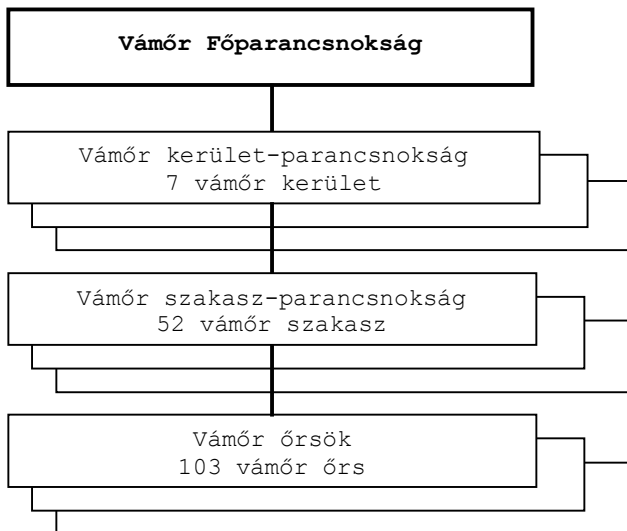 Vámőr Főparancsnokság
Vámőr kerület-parancsnokság
7 vámőr kerület
Vámőr szakasz-parancsnokság
52 vámőr szakasz
Vámőr őrsök
103 vámőr őrs